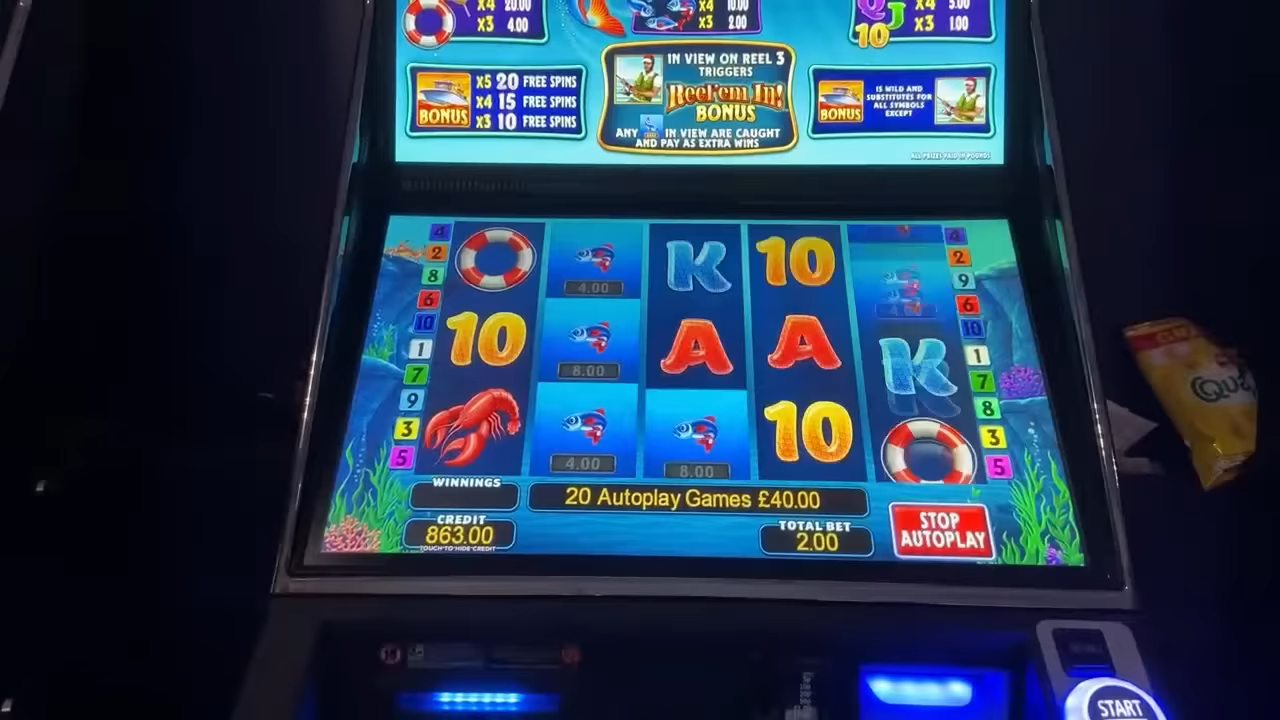 x4 20.00
x3 4.00
x4 10.00
x3 2.00
Q J
10
x4 5.00
x3 1.00
BONUS
x5 20 FREE SPINS
x4 15 FREE SPINS
x3 10 FREE SPINS
IN VIEW ON REEL 3
TRIGGERS
Reel'em In!
BONUS
ANY IN VIEW ARE CAUGHT
AND PAY AS EXTRA WINS
BONUS
IS WILD AND
SUBSTITUTES FOR
ALL SYMBOLS
EXCEPT
ALL PRIZES PAID IN POUNDS
4
2
8
6
10
1
7
9
3
5
4.00
K
10
4
2
9
6
10
1
7
8
3
5
10
8.00
A
A
K
4.00
8.00
10
WINNINGS
20 Autoplay Games £40.00
CREDIT
863.00
TOUCH TO HIDE CREDIT
TOTAL BET
2.00
STOP
AUTOPLAY
18
START